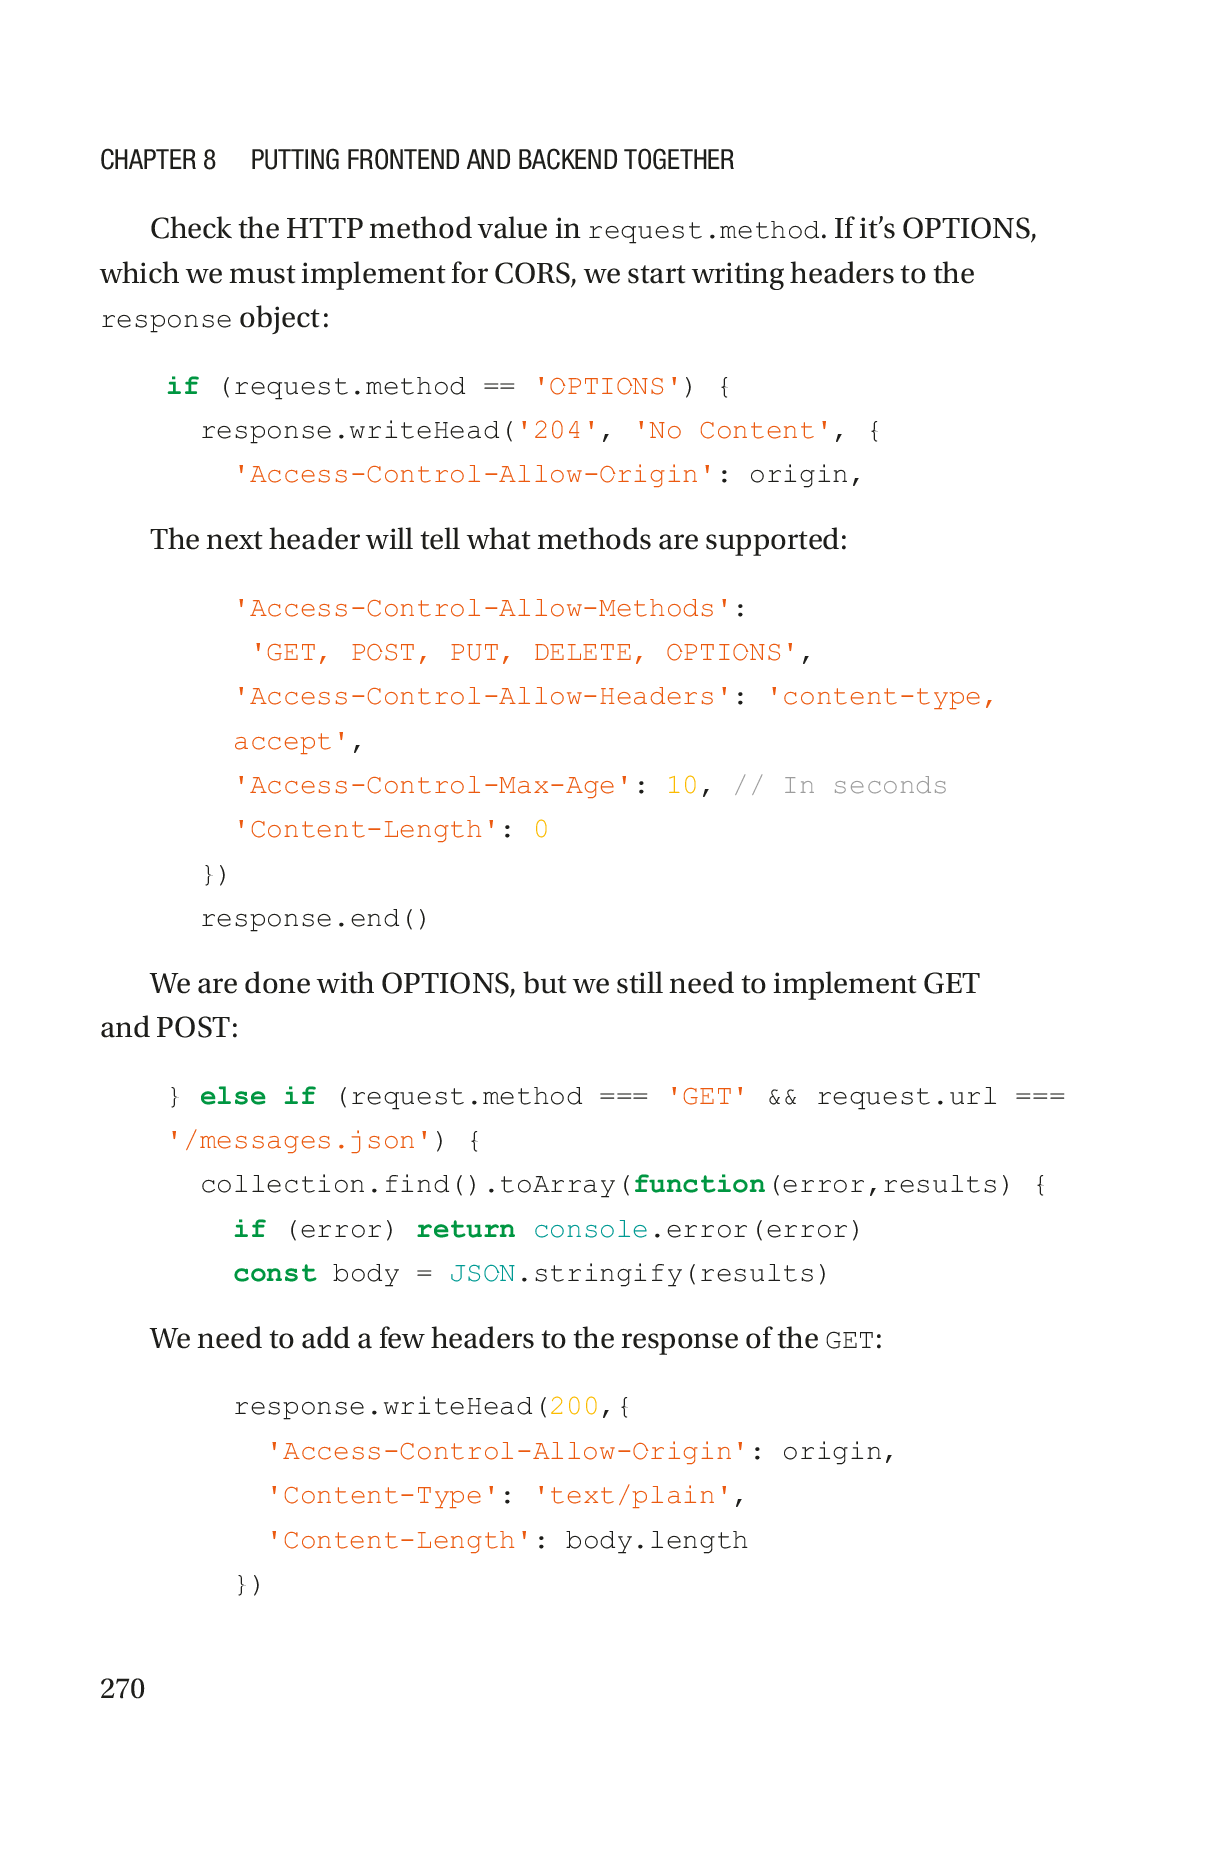 CHAPTER 8 PUTTING FRONTEND AND BACKEND TOGETHER
Check the HTTP method value in request.method. If it’s OPTIONS,
which we must implement for CORS, we start writing headers to the
response object:
if (request.method == 'OPTIONS') {
response.writeHead('204', 'No Content', {
'Access-Control-Allow-Origin': origin,
The next header will tell what methods are supported:
'Access-Control-Allow-Methods':
'GET, POST, PUT, DELETE, OPTIONS',
'Access-Control-Allow-Headers': 'content-type,
accept',
'Access-Control-Max-Age': 10, // In seconds
'Content-Length': 0
})
response.end()
We are done with OPTIONS, but we still need to implement GET
and POST:
} else if (request.method === 'GET' && request.url ===
'/messages.json') {
collection.find().toArray(function(error,results) {
if (error) return console.error(error)
const body = JSON.stringify(results)
We need to add a few headers to the response of the GET:
response.writeHead(200,{
'Access-Control-Allow-Origin': origin,
'Content-Type': 'text/plain',
'Content-Length': body.length
})
270